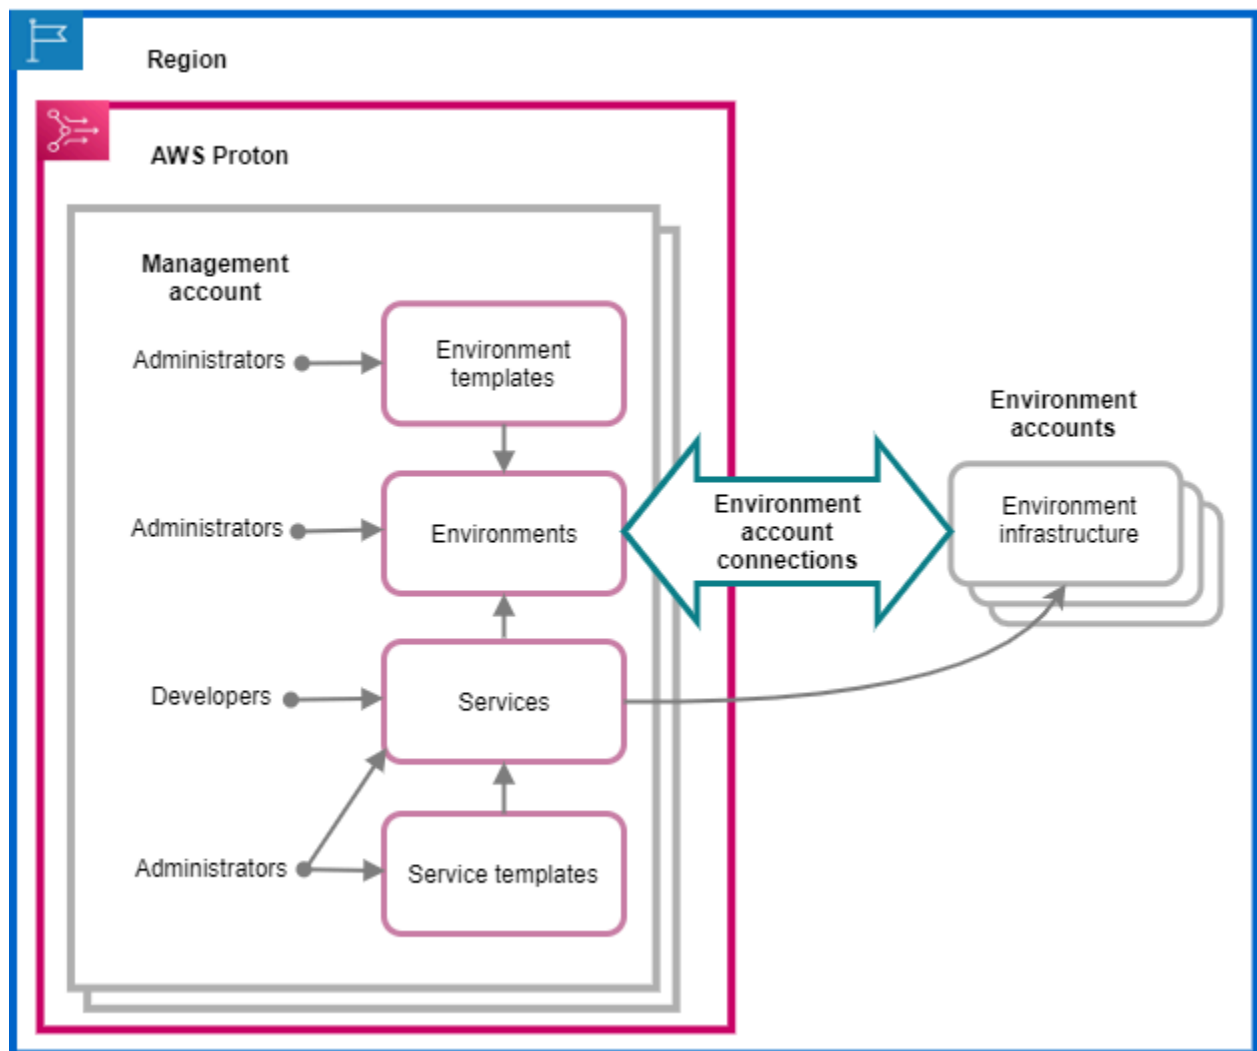 Region
AWS Proton
Management
account
Administrators
Environment
templates
Environment
accounts
Administrators
Environments
Environment
account
connections
Environment
infrastructure
Developers
Services
Administrators
Service templates